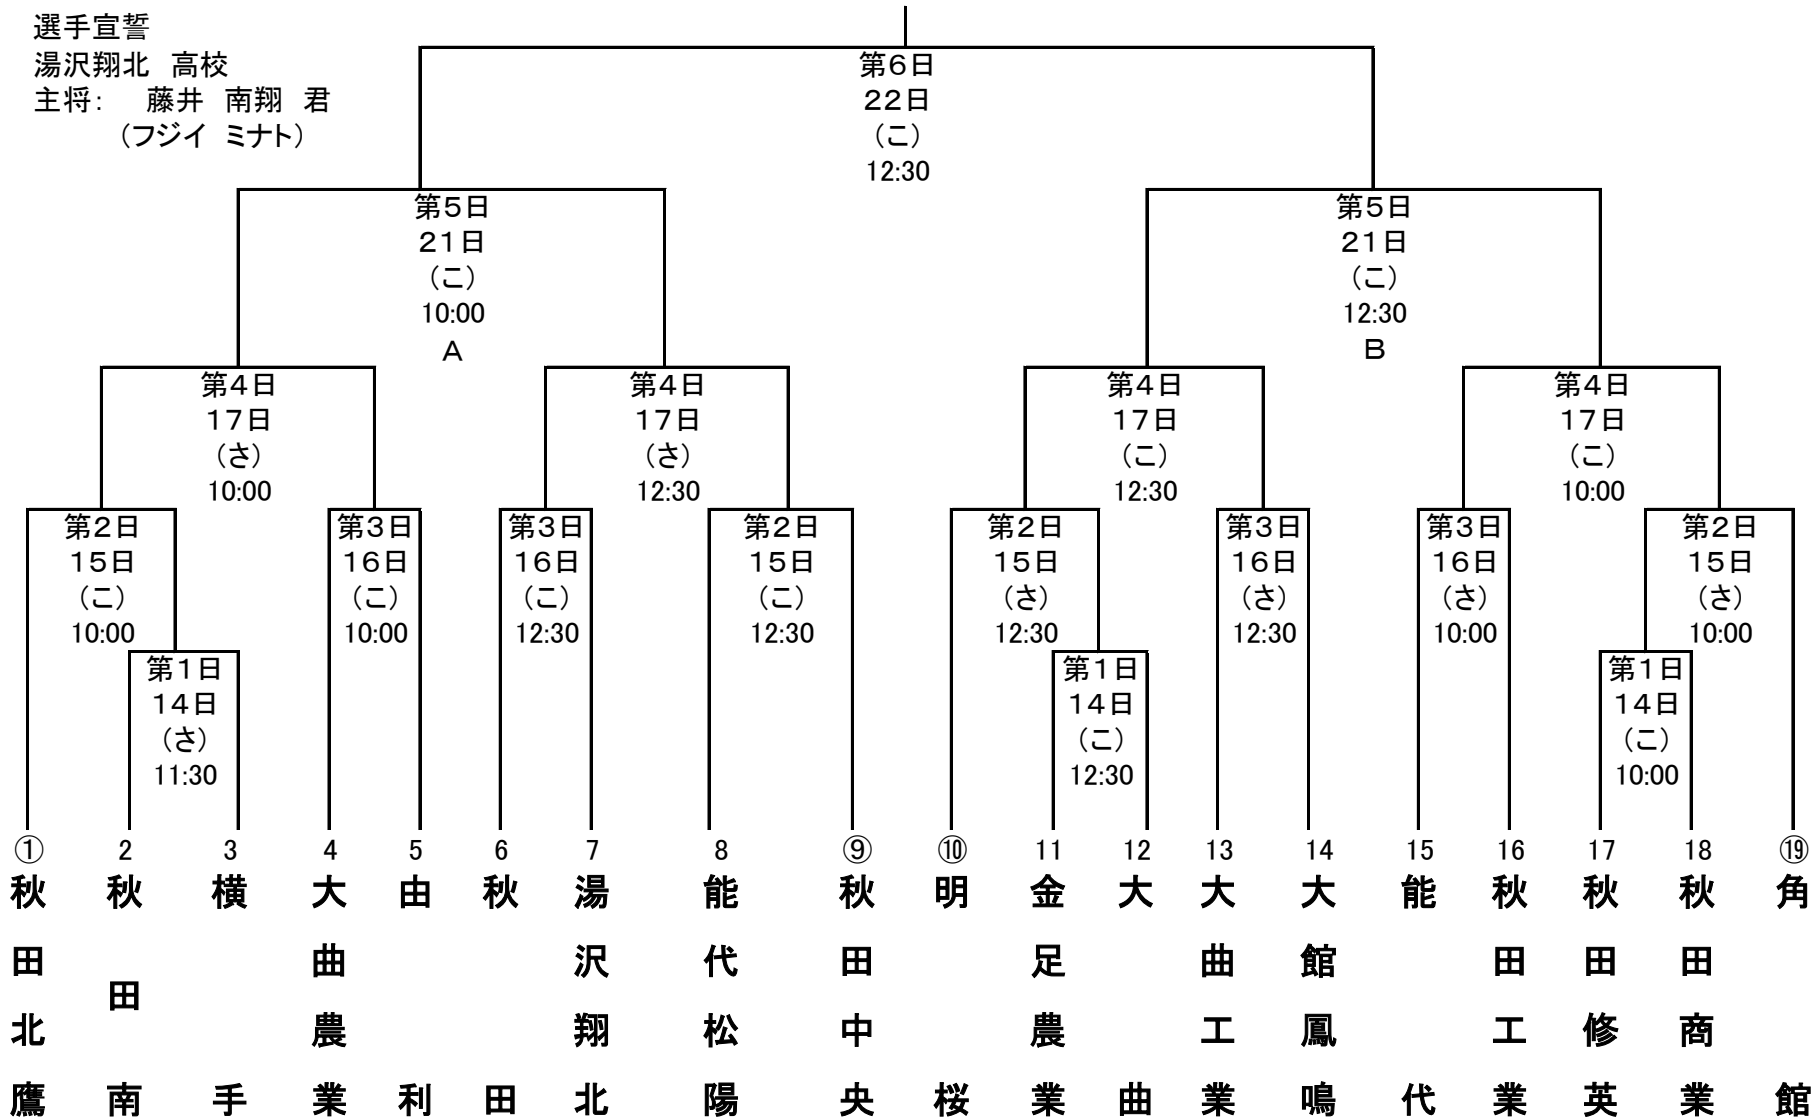 選手宣誓
湯沢翔北　高校
主将：　藤井　南翔　君
（フジイ　ミナト）
第６日
２２日
（こ）
12:30
第５日
２１日
（こ）
10:00
Ａ
第５日
２１日
（こ）
12:30
Ｂ
第４日
１７日
（さ）
10:00
第４日
１７日
（さ）
12:30
第４日
１７日
（こ）
12:30
第４日
１７日
（こ）
10:00
第２日
１５日
（こ）
10:00
第３日
１６日
（こ）
10:00
第３日
１６日
（こ）
12:30
第２日
１５日
（こ）
12:30
第２日
１５日
（さ）
12:30
第３日
１６日
（さ）
12:30
第３日
１６日
（さ）
10:00
第２日
１５日
（さ）
10:00
第１日
１４日
（さ）
11:30
第１日
１４日
（こ）
12:30
第１日
１４日
（こ）
10:00
① 秋田北鷹
2 秋田南
3 横手
4 大曲農業
5 由利
6 秋田
7 湯沢翔北
8 能代松陽
⑨ 秋田中央
⑩ 明桜
11 金足農業
12 大曲
13 大曲工業
14 大館鳳鳴
15 能代
16 秋田工業
17 秋田修英
18 秋田商業
⑲ 角館